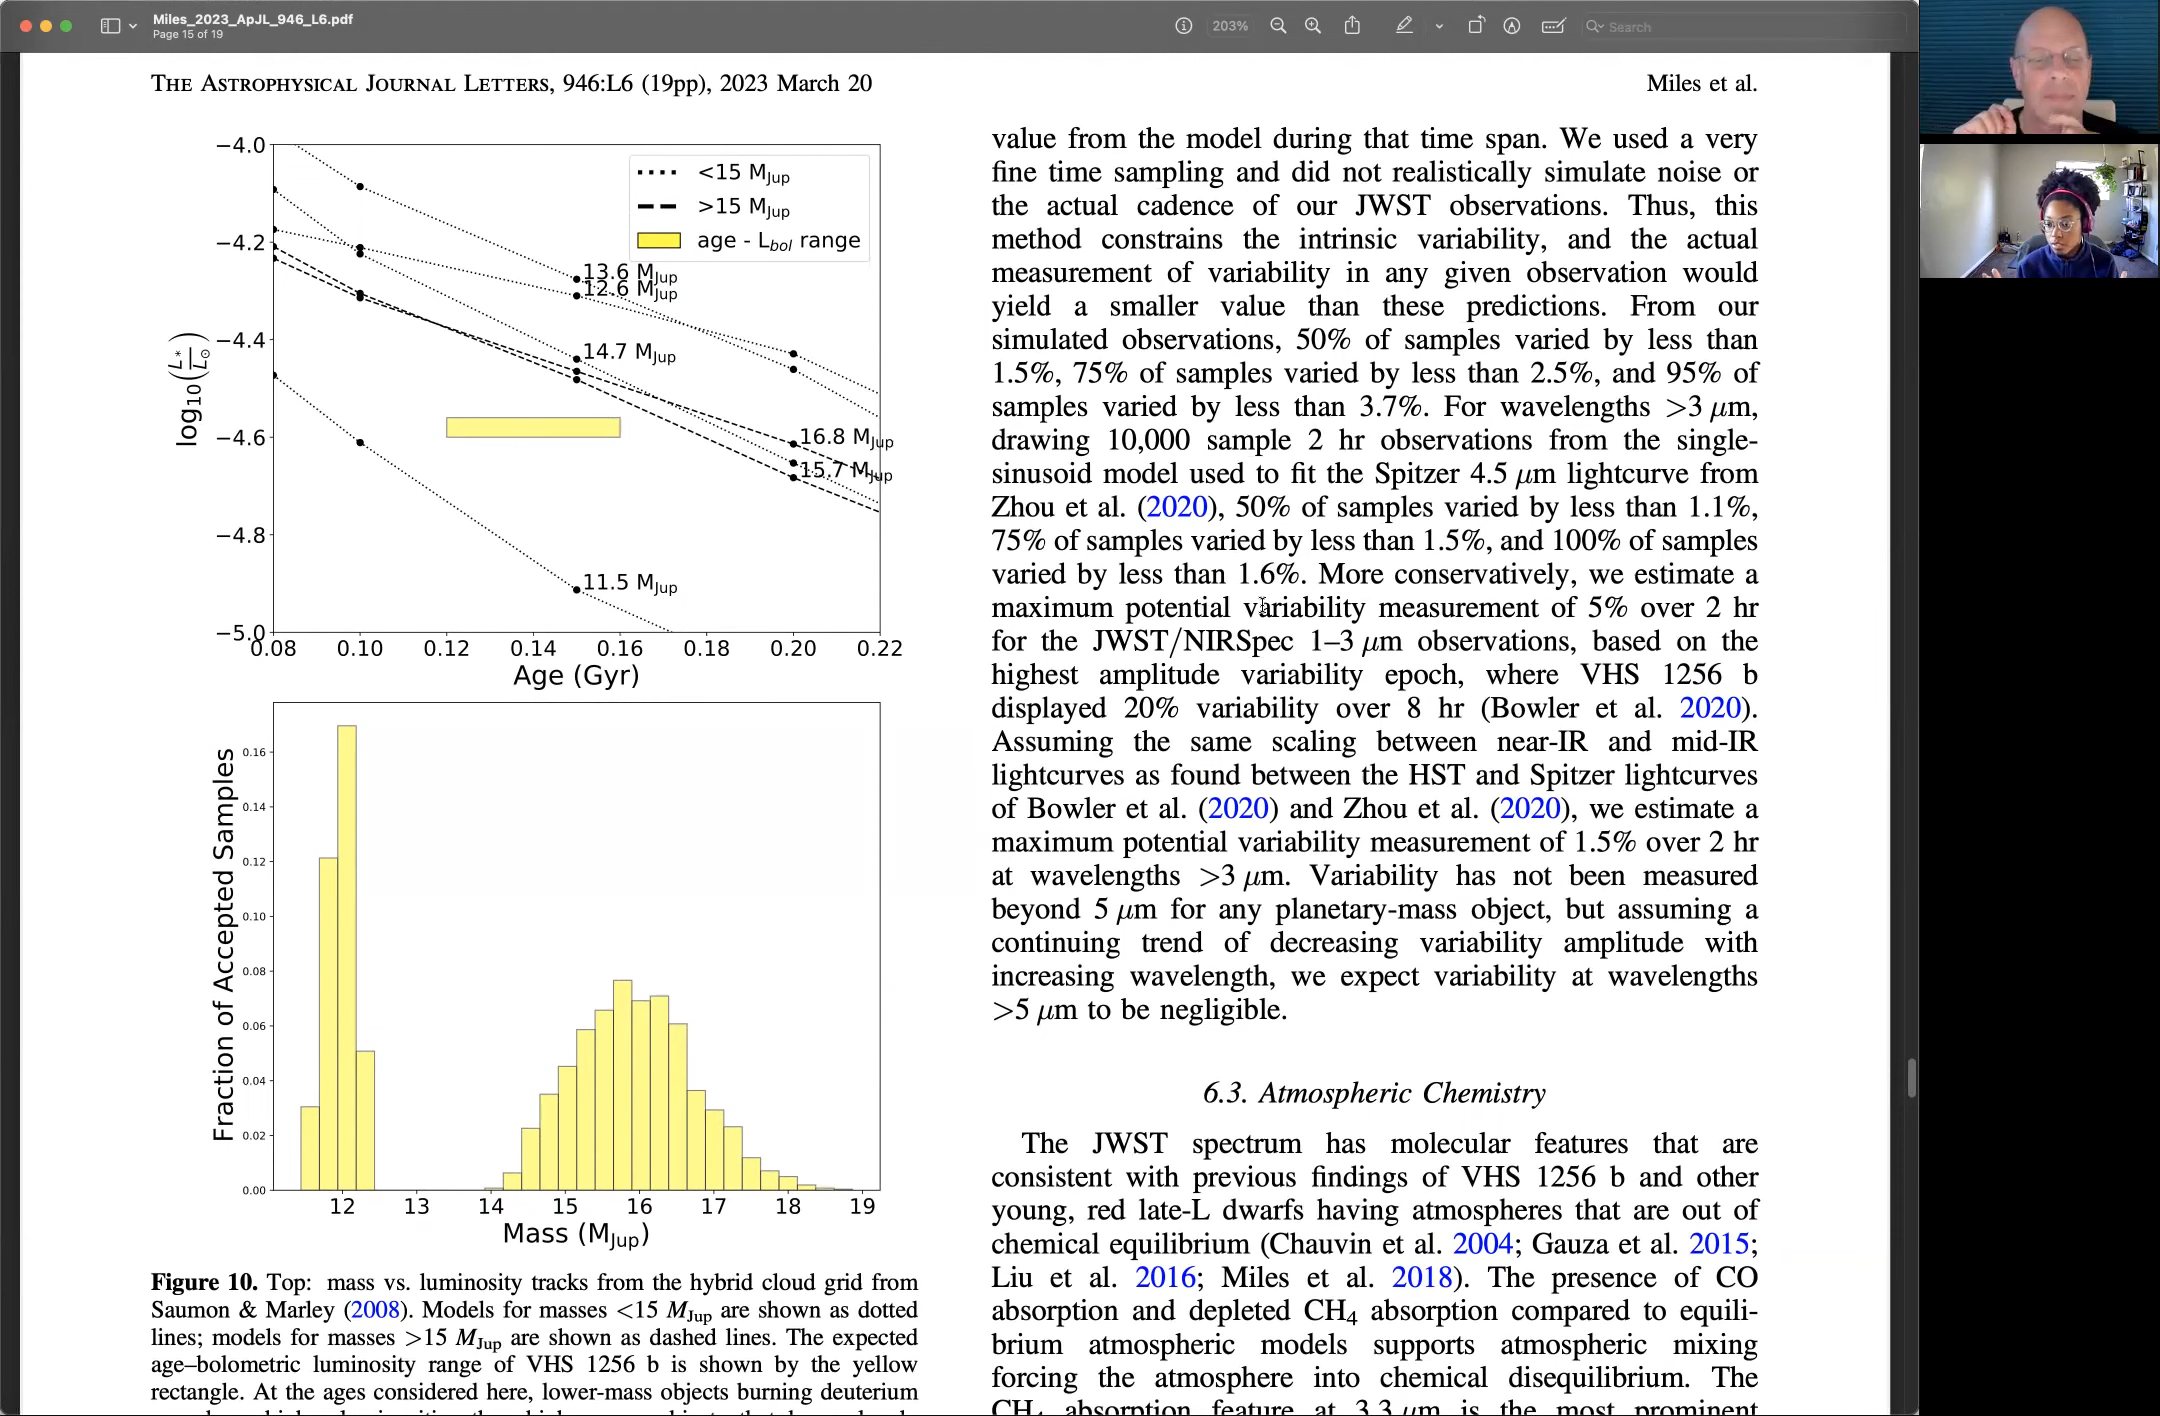 Miles_2023_ApJL_946_L6.pdf
Page 15 of 19
203%
Search
THE ASTROPHYSICAL JOURNAL LETTERS, 946:L6 (19pp), 2023 March 20
Miles et al.
−4.0
−4.2
−4.4
−4.6
−4.8
−5.0
log10(L*/L⊙)
<15 MJup
>15 MJup
age - Lbol range
13.6 MJup
12.6 MJup
14.7 MJup
16.8 MJup
15.7 MJup
11.5 MJup
0.08 0.10 0.12 0.14 0.16 0.18 0.20 0.22
Age (Gyr)
Fraction of Accepted Samples
0.16
0.14
0.12
0.10
0.08
0.06
0.04
0.02
0.00
12 13 14 15 16 17 18 19
Mass (MJup)
Figure 10. Top: mass vs. luminosity tracks from the hybrid cloud grid from
Saumon & Marley (2008). Models for masses <15 MJup are shown as dotted
lines; models for masses >15 MJup are shown as dashed lines. The expected
age–bolometric luminosity range of VHS 1256 b is shown by the yellow
rectangle. At the ages considered here, lower-mass objects burning deuterium
value from the model during that time span. We used a very
fine time sampling and did not realistically simulate noise or
the actual cadence of our JWST observations. Thus, this
method constrains the intrinsic variability, and the actual
measurement of variability in any given observation would
yield a smaller value than these predictions. From our
simulated observations, 50% of samples varied by less than
1.5%, 75% of samples varied by less than 2.5%, and 95% of
samples varied by less than 3.7%. For wavelengths >3 μm,
drawing 10,000 sample 2 hr observations from the single-
sinusoid model used to fit the Spitzer 4.5 μm lightcurve from
Zhou et al. (2020), 50% of samples varied by less than 1.1%,
75% of samples varied by less than 1.5%, and 100% of samples
varied by less than 1.6%. More conservatively, we estimate a
maximum potential variability measurement of 5% over 2 hr
for the JWST/NIRSpec 1–3 μm observations, based on the
highest amplitude variability epoch, where VHS 1256 b
displayed 20% variability over 8 hr (Bowler et al. 2020).
Assuming the same scaling between near-IR and mid-IR
lightcurves as found between the HST and Spitzer lightcurves
of Bowler et al. (2020) and Zhou et al. (2020), we estimate a
maximum potential variability measurement of 1.5% over 2 hr
at wavelengths >3 μm. Variability has not been measured
beyond 5 μm for any planetary-mass object, but assuming a
continuing trend of decreasing variability amplitude with
increasing wavelength, we expect variability at wavelengths
>5 μm to be negligible.
6.3. Atmospheric Chemistry
The JWST spectrum has molecular features that are
consistent with previous findings of VHS 1256 b and other
young, red late-L dwarfs having atmospheres that are out of
chemical equilibrium (Chauvin et al. 2004; Gauza et al. 2015;
Liu et al. 2016; Miles et al. 2018). The presence of CO
absorption and depleted CH4 absorption compared to equili-
brium atmospheric models supports atmospheric mixing
forcing the atmosphere into chemical disequilibrium. The
CH4 absorption feature at 3.3 μm is the most prominent